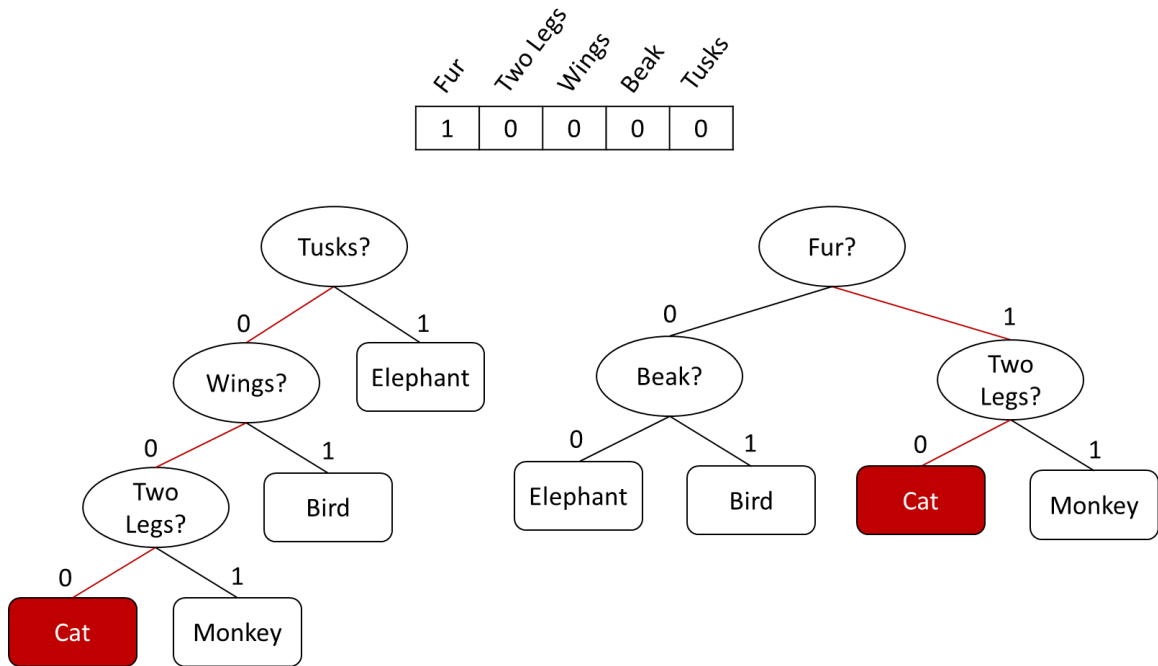 Fur
Two Legs
Wings
Beak
Tusks
1 0 0 0 0
Tusks?
Fur?
0
1
0
1
Wings?
Elephant
Beak?
Two
Legs?
0
1
0
1
0
1
Two
Legs?
Bird
Elephant
Bird
Cat
Monkey
0
1
Cat
Monkey